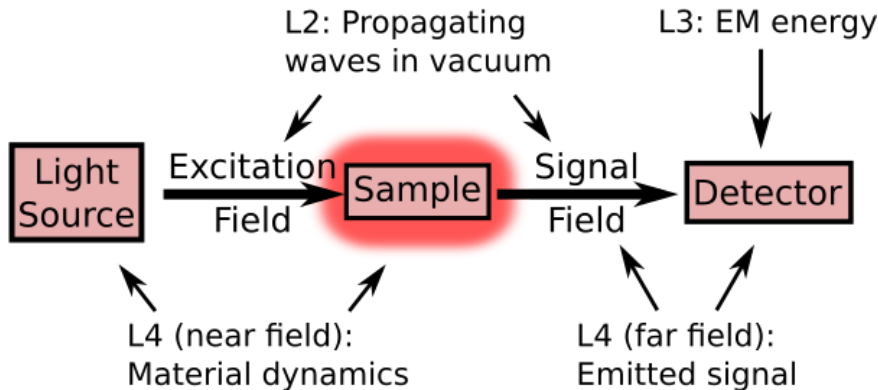 L2: Propagating
waves in vacuum
L3: EM energy
Light
Source
Excitation
Field
Sample
Signal
Field
Detector
L4 (near field):
Material dynamics
L4 (far field):
Emitted signal